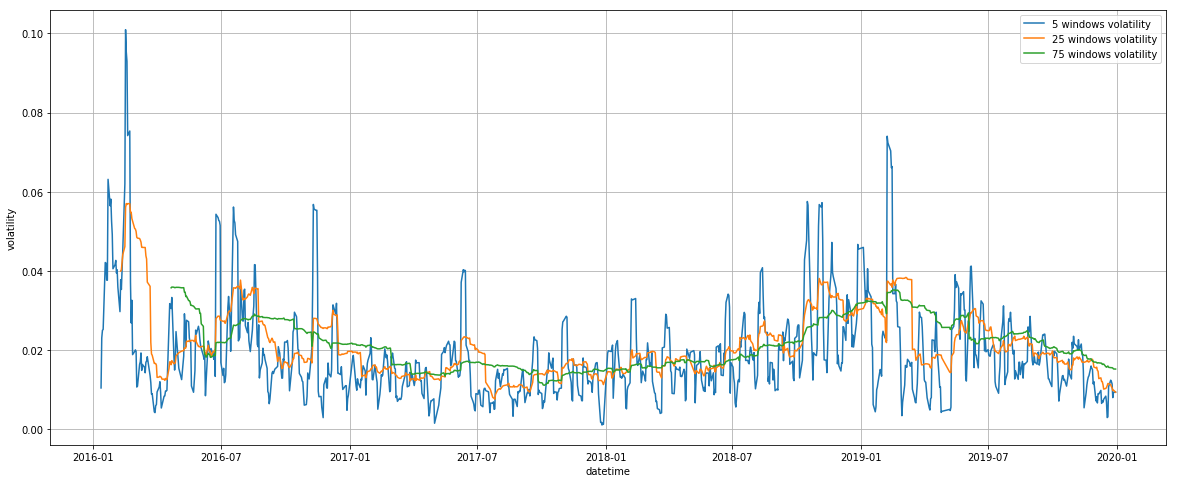 5 windows volatility
25 windows volatility
75 windows volatility
0.10
0.08
0.06
0.04
0.02
0.00
volatility
2016-01 2016-07 2017-01 2017-07 2018-01 2018-07 2019-01 2019-07 2020-01
datetime